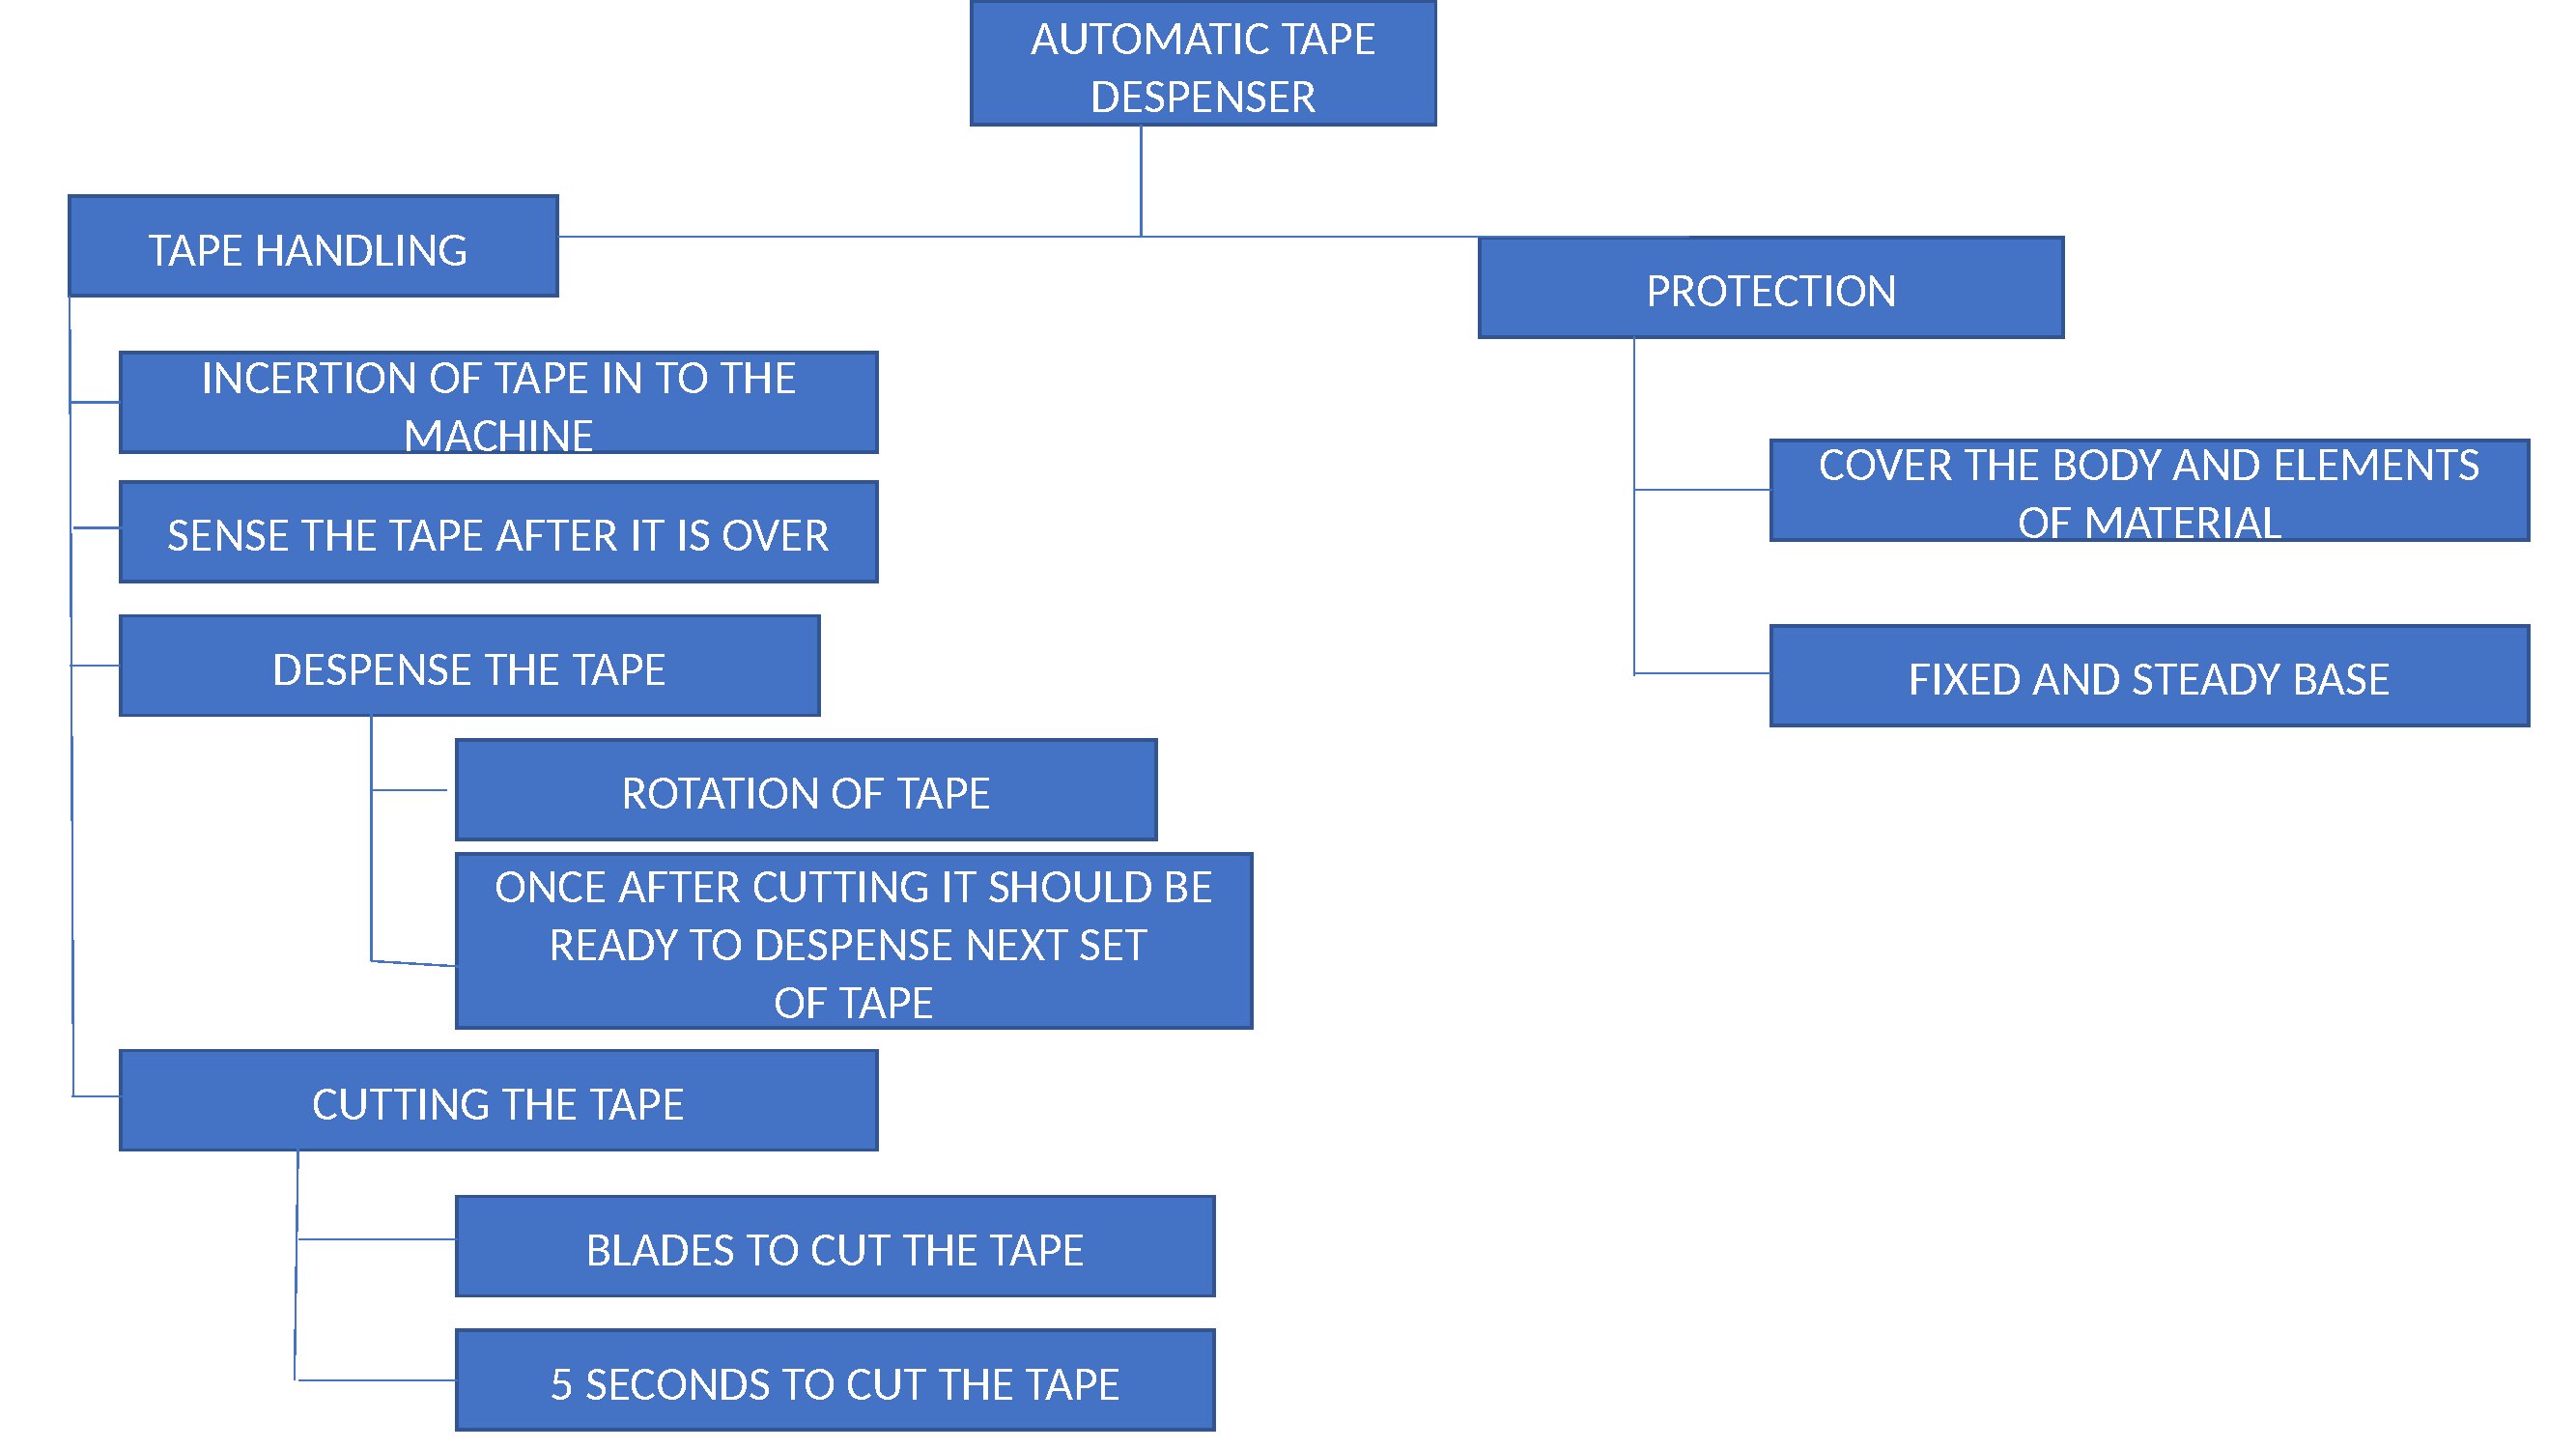 AUTOMATIC TAPE
DESPENSER
TAPE HANDLING
PROTECTION
INCERTION OF TAPE IN TO THE
MACHINE
COVER THE BODY AND ELEMENTS
OF MATERIAL
SENSE THE TAPE AFTER IT IS OVER
DESPENSE THE TAPE
FIXED AND STEADY BASE
ROTATION OF TAPE
ONCE AFTER CUTTING IT SHOULD BE
READY TO DESPENSE NEXT SET
OF TAPE
CUTTING THE TAPE
BLADES TO CUT THE TAPE
5 SECONDS TO CUT THE TAPE